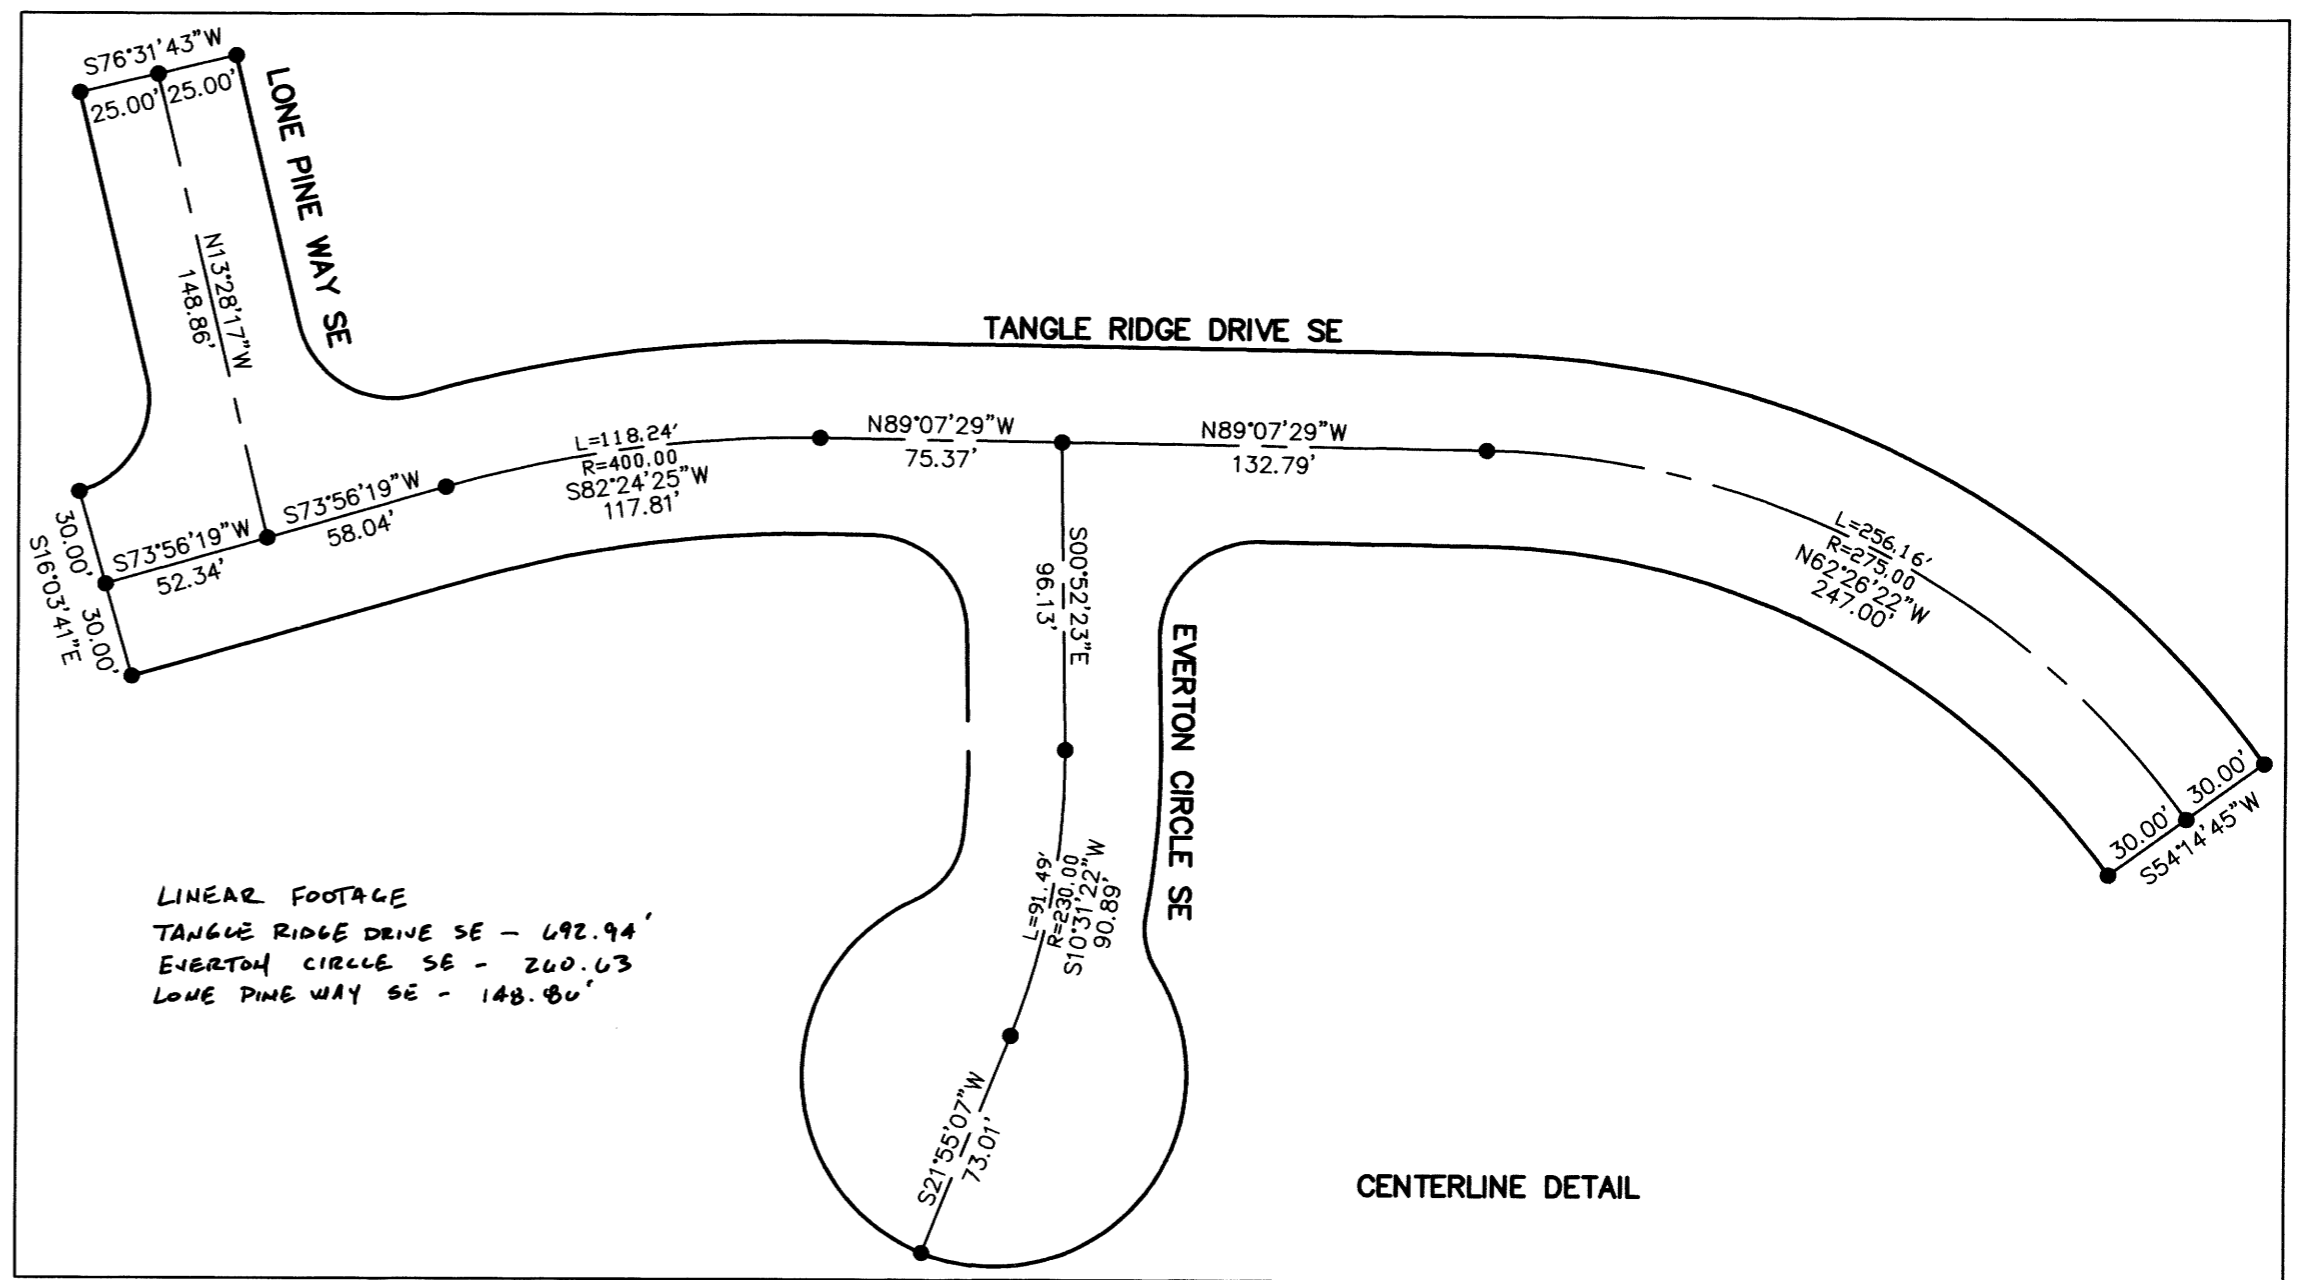 S76°31'43"W
25.00' 25.00'
LONE PINE WAY SE
N13°28'17"W
148.86'
TANGLE RIDGE DRIVE SE
N89°07'29"W
75.37'
N89°07'29"W
132.79'
L=118.24'
R=400.00
S82°24'25"W
117.81'
S73°56'19"W
58.04'
S73°56'19"W
52.34'
30.00'
30.00'
S16°03'41"E
S00°52'23"E
96.13'
EVERTON CIRCLE SE
L=256.16'
R=275.00
N62°26'22"W
247.00'
30.00'
30.00'
S54°14'45"W
L=91.49'
R=230.00
S10°31'22"W
90.89'
S21°55'07"W
73.01'
LINEAR FOOTAGE
TANGLE RIDGE DRIVE SE - 692.94'
EVERTON CIRCLE SE - 260.63
LONE PINE WAY SE - 148.86'
CENTERLINE DETAIL